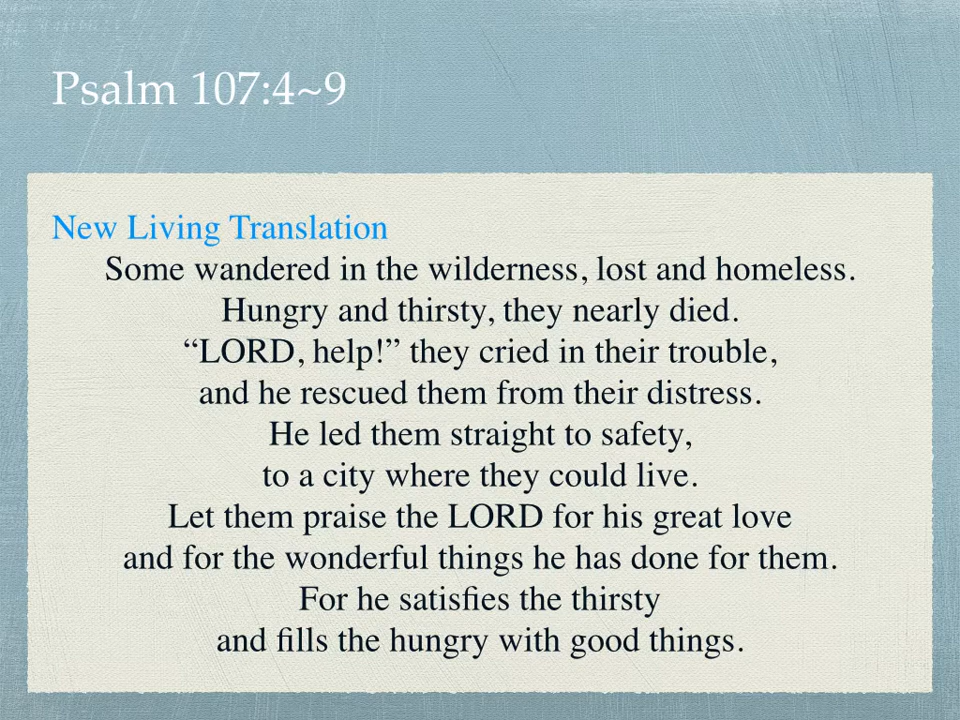 Psalm 107:4~9
New Living Translation
Some wandered in the wilderness, lost and homeless.
Hungry and thirsty, they nearly died.
“LORD, help!” they cried in their trouble,
and he rescued them from their distress.
He led them straight to safety,
to a city where they could live.
Let them praise the LORD for his great love
and for the wonderful things he has done for them.
For he satisfies the thirsty
and fills the hungry with good things.